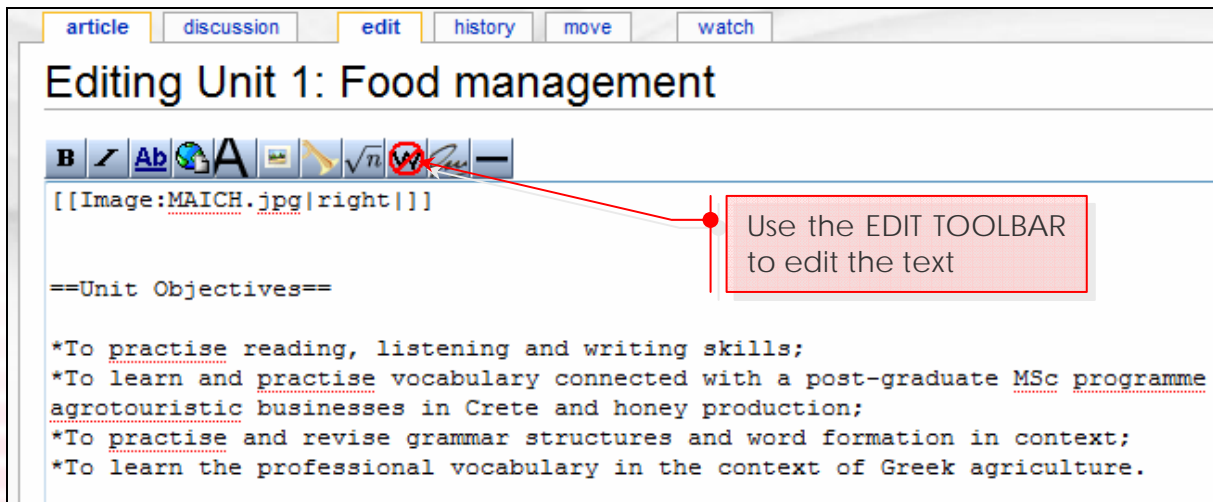 article discussion edit history move watch
Editing Unit 1: Food management
B I Ab A √n W
[[Image:MAICH.jpg|right|]]
Use the EDIT TOOLBAR
to edit the text
==Unit Objectives==
*To practise reading, listening and writing skills;
*To learn and practise vocabulary connected with a post-graduate MSc programme
agrotouristic businesses in Crete and honey production;
*To practise and revise grammar structures and word formation in context;
*To learn the professional vocabulary in the context of Greek agriculture.